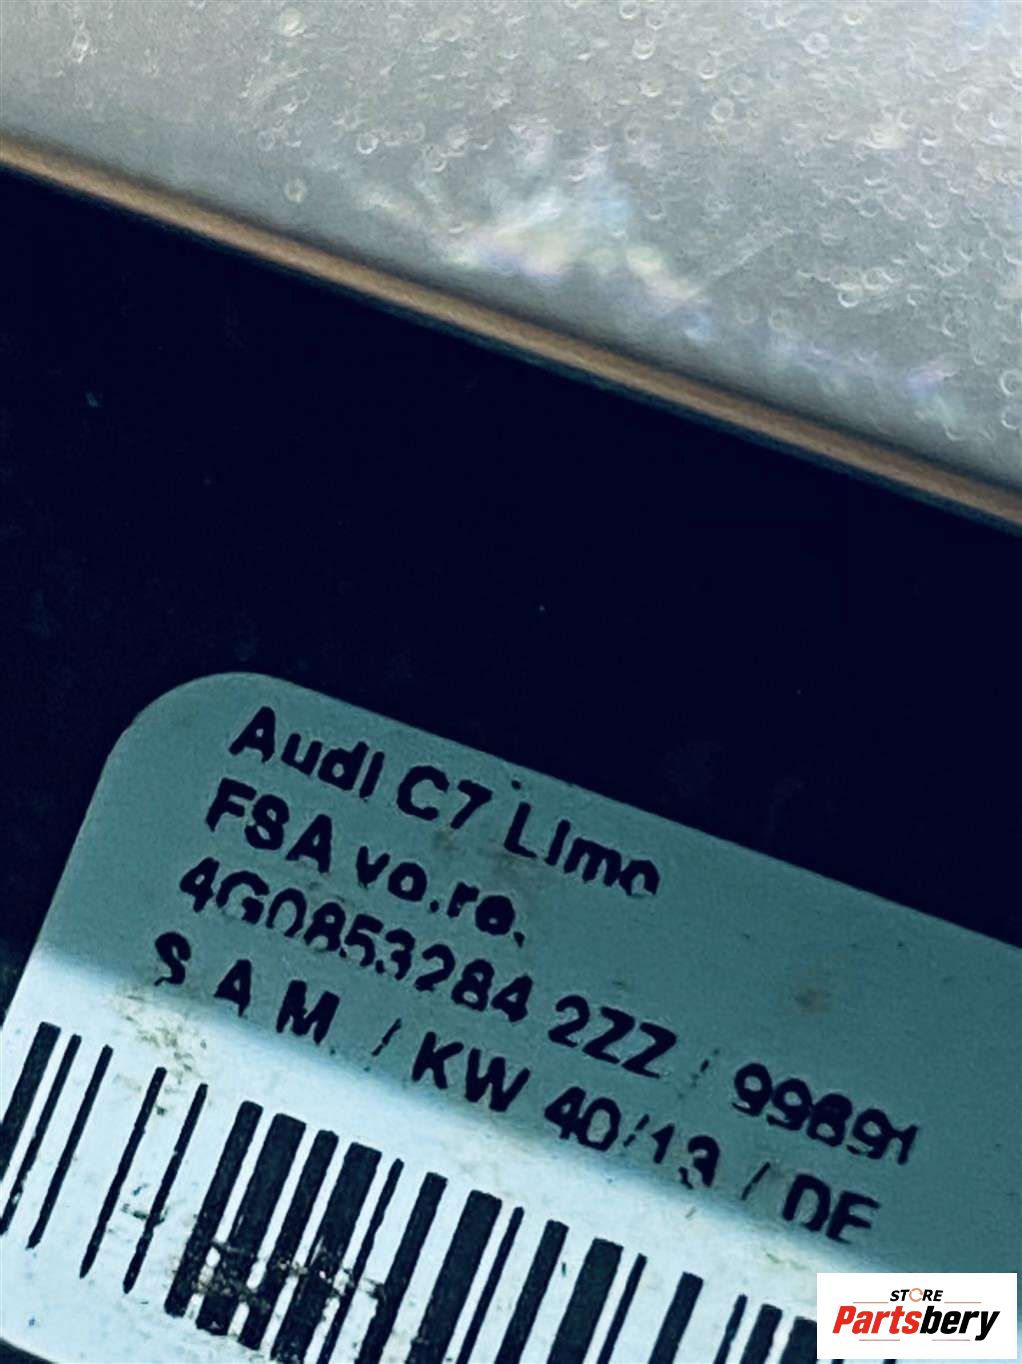 Audi C7 Limo
FSA vo.re.
4G0853284 2ZZ / 99891
S A M / KW 40/13 / DE
STORE
Partsbery